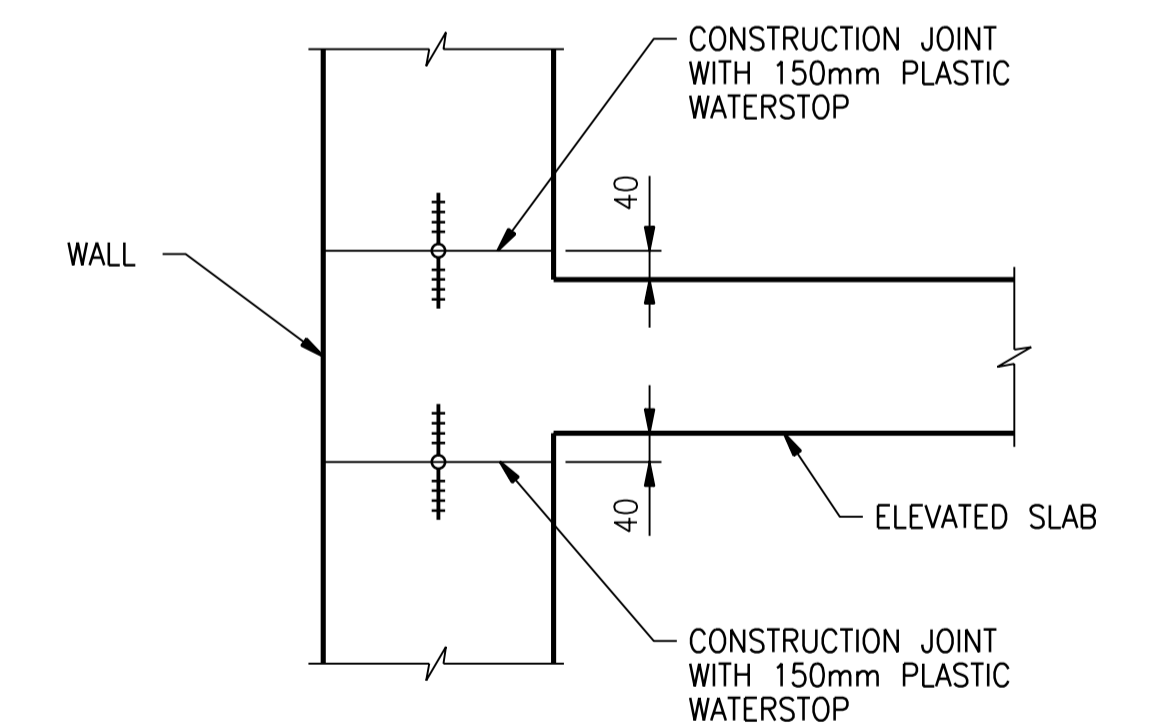 CONSTRUCTION JOINT
WITH 150mm PLASTIC
WATERSTOP
40
WALL
40
ELEVATED SLAB
CONSTRUCTION JOINT
WITH 150mm PLASTIC
WATERSTOP